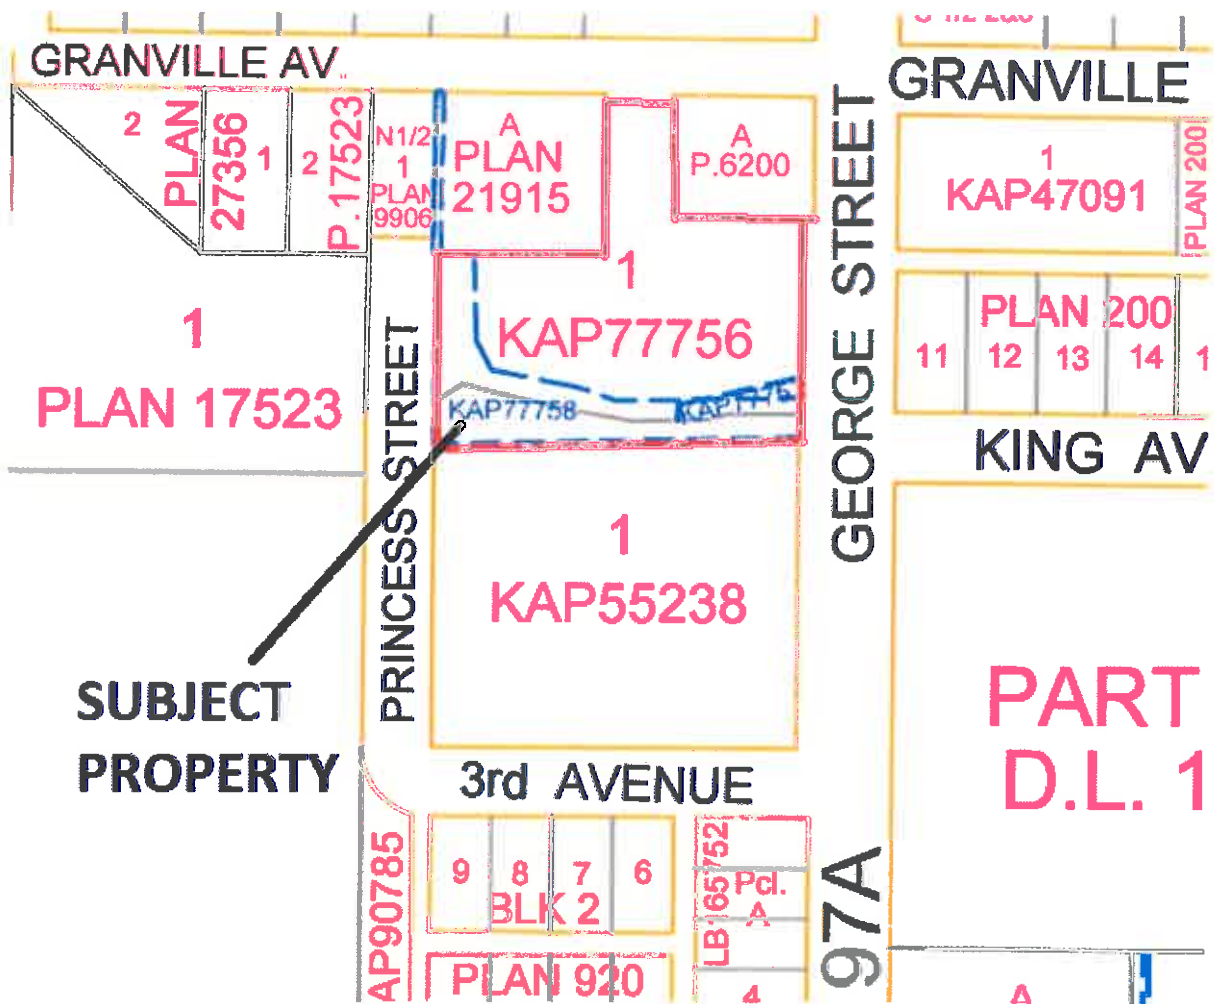 GRANVILLE AV.
GRANVILLE
2
PLAN
27356
1
2
P.17523
N1/2
1
PLAN
9906
A
PLAN
21915
A
P.6200
1
KAP47091
PLAN 200
GEORGE STREET
1
KAP77756
KAP77758
1
PLAN 17523
PRINCESS STREET
PLAN 200
11
12
13
14
1
KING AV
1
KAP55238
SUBJECT
PROPERTY
PART
D.L. 1
3rd AVENUE
97A
AP90785
9
8
7
6
BLK 2
PLAN 920
Pcl.
A
4
A